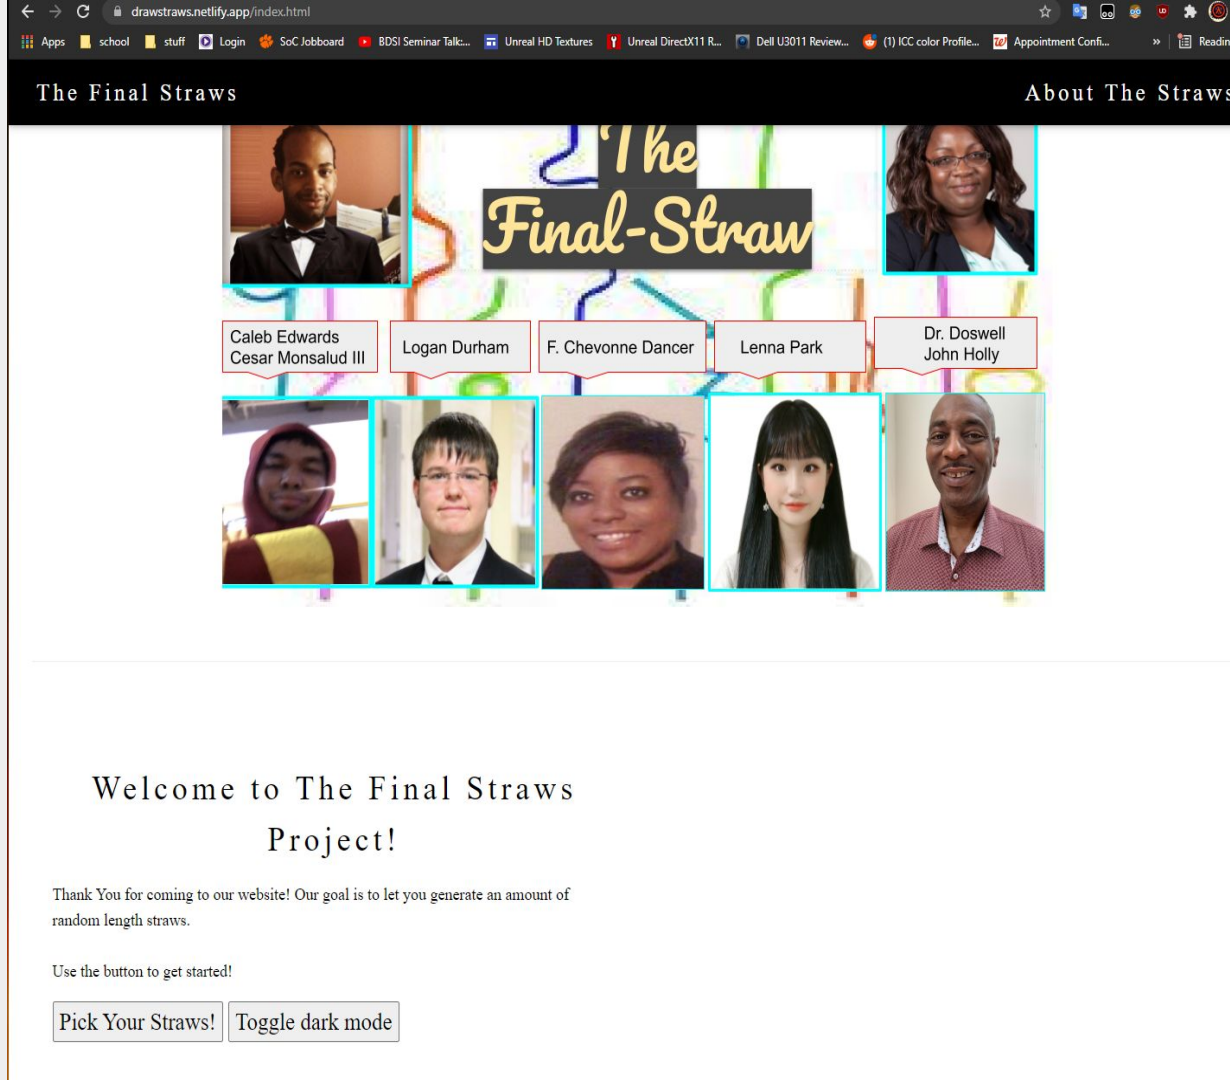 drawstraws.netlify.app/index.html
Apps school stuff Login SoC Jobboard BDSI Seminar Talk:... Unreal HD Textures Unreal DirectX11 R... Dell U3011 Review... (1) ICC color Profile... Appointment Confi... » Readin
The Final Straws About The Straws
The
Final-Straw
Caleb Edwards
Cesar Monsalud III
Logan Durham
F. Chevonne Dancer
Lenna Park
Dr. Doswell
John Holly
Welcome to The Final Straws
Project!
Thank You for coming to our website! Our goal is to let you generate an amount of
random length straws.
Use the button to get started!
Pick Your Straws! Toggle dark mode